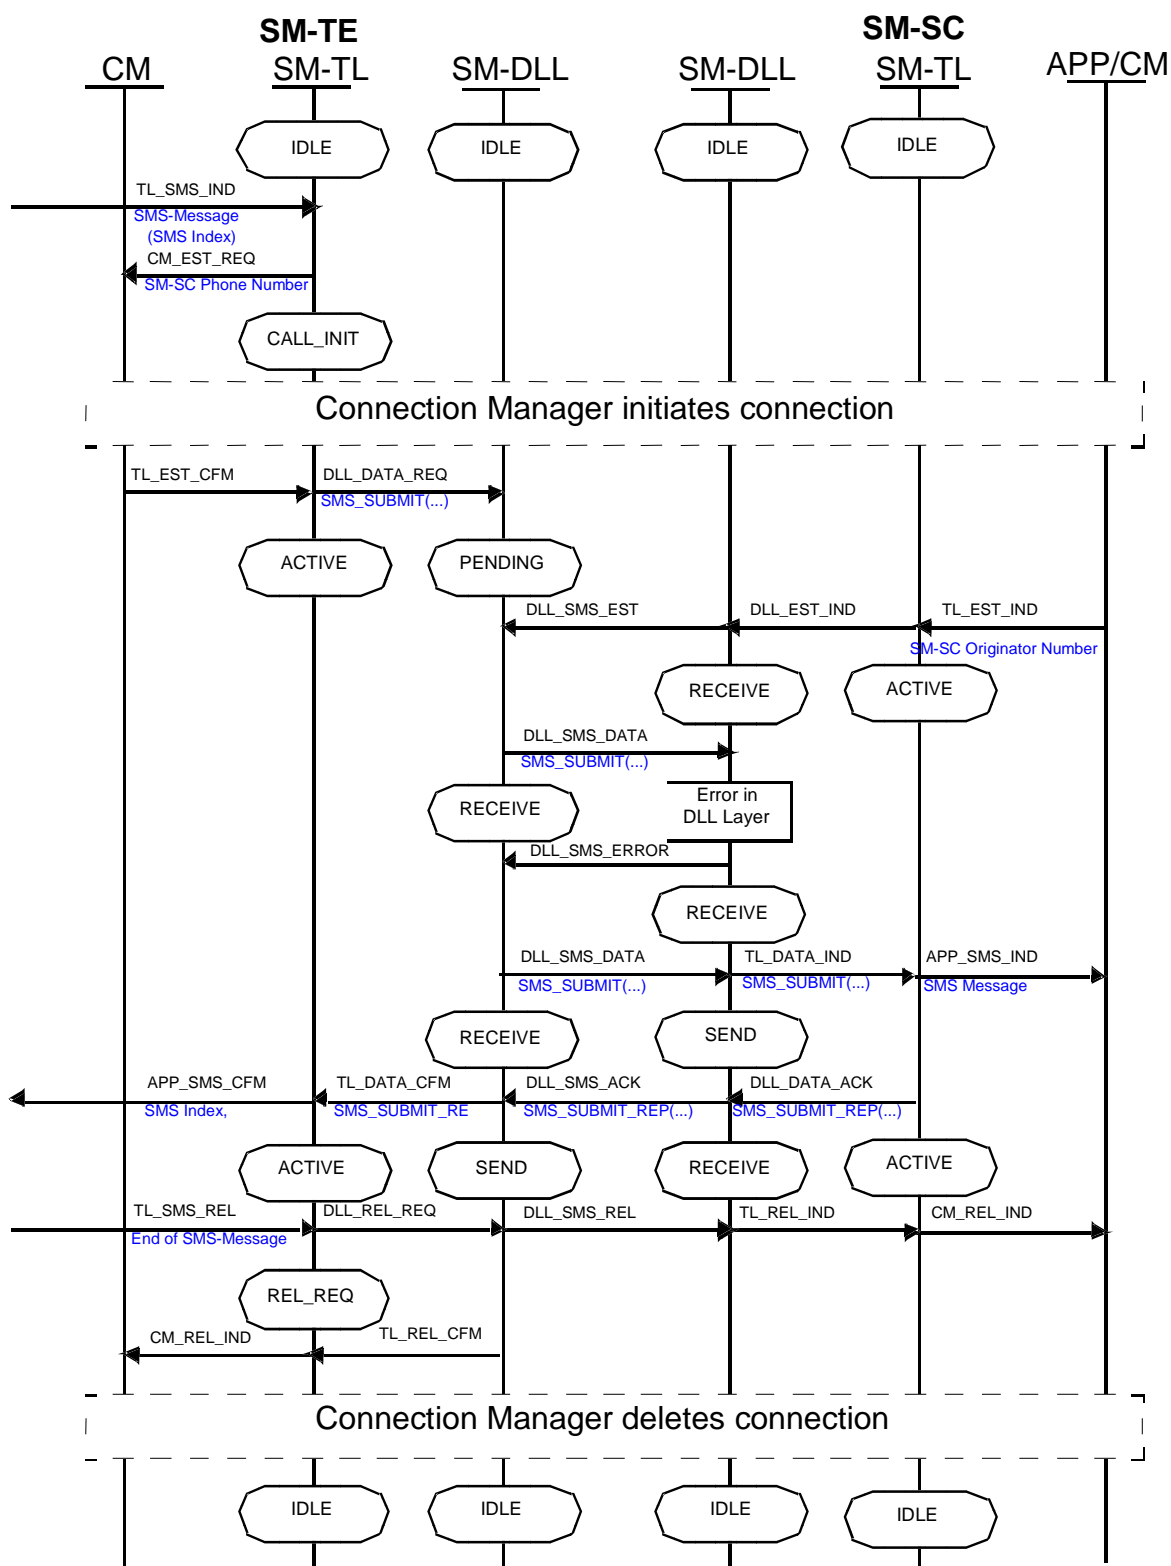 SM-TE SM-SC
CM SM-TL SM-DLL SM-DLL SM-TL APP/CM
IDLE IDLE IDLE IDLE
TL_SMS_IND
SMS-Message
(SMS Index)
CM_EST_REQ
SM-SC Phone Number
CALL_INIT
Connection Manager initiates connection
TL_EST_CFM DLL_DATA_REQ
SMS_SUBMIT(...)
ACTIVE PENDING
DLL_SMS_EST DLL_EST_IND TL_EST_IND
SM-SC Originator Number
RECEIVE ACTIVE
DLL_SMS_DATA
SMS_SUBMIT(...)
RECEIVE
Error in
DLL Layer
DLL_SMS_ERROR
RECEIVE
DLL_SMS_DATA TL_DATA_IND APP_SMS_IND
SMS_SUBMIT(...) SMS_SUBMIT(...) SMS Message
RECEIVE SEND
APP_SMS_CFM TL_DATA_CFM DLL_SMS_ACK DLL_DATA_ACK
SMS Index, SMS_SUBMIT_RE SMS_SUBMIT_REP(...) SMS_SUBMIT_REP(...)
ACTIVE SEND RECEIVE ACTIVE
TL_SMS_REL DLL_REL_REQ DLL_SMS_REL TL_REL_IND CM_REL_IND
End of SMS-Message
REL_REQ
CM_REL_IND TL_REL_CFM
Connection Manager deletes connection
IDLE IDLE IDLE IDLE